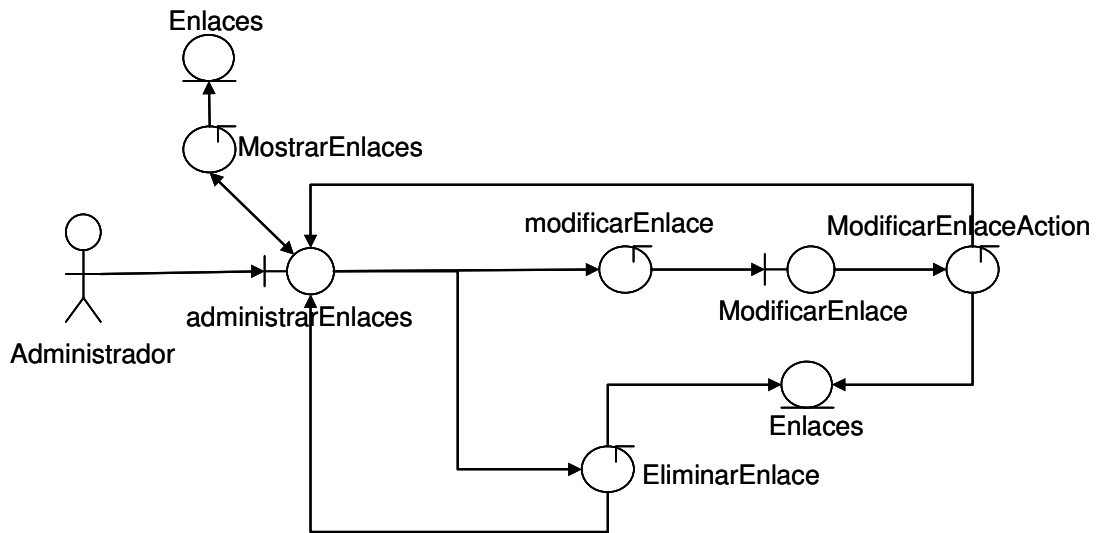 Enlaces
MostrarEnlaces
modificarEnlace
ModificarEnlaceAction
administrarEnlaces
ModificarEnlace
Administrador
Enlaces
EliminarEnlace